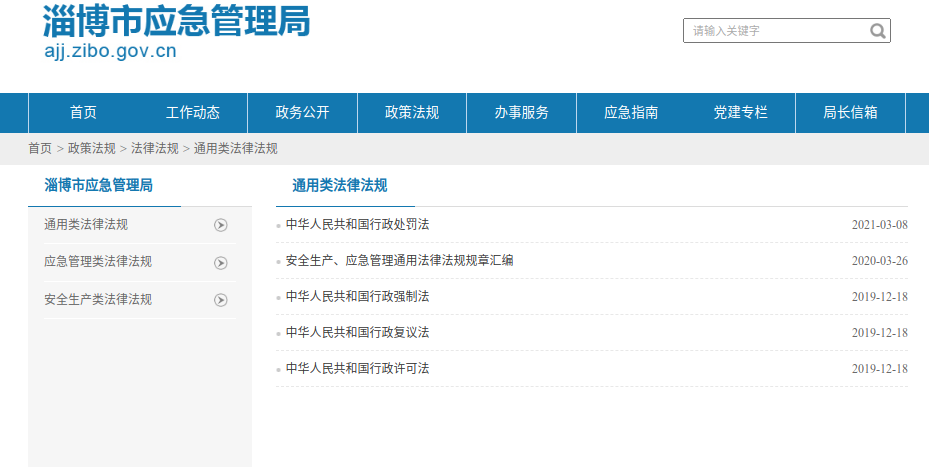 淄博市应急管理局
ajj.zibo.gov.cn
请输入关键字
首页 工作动态 政务公开 政策法规 办事服务 应急指南 党建专栏 局长信箱
首页 > 政策法规 > 法律法规 > 通用类法律法规
淄博市应急管理局
通用类法律法规
应急管理类法律法规
安全生产类法律法规
通用类法律法规
中华人民共和国行政处罚法 2021-03-08
安全生产、应急管理通用法律法规规章汇编 2020-03-26
中华人民共和国行政强制法 2019-12-18
中华人民共和国行政复议法 2019-12-18
中华人民共和国行政许可法 2019-12-18